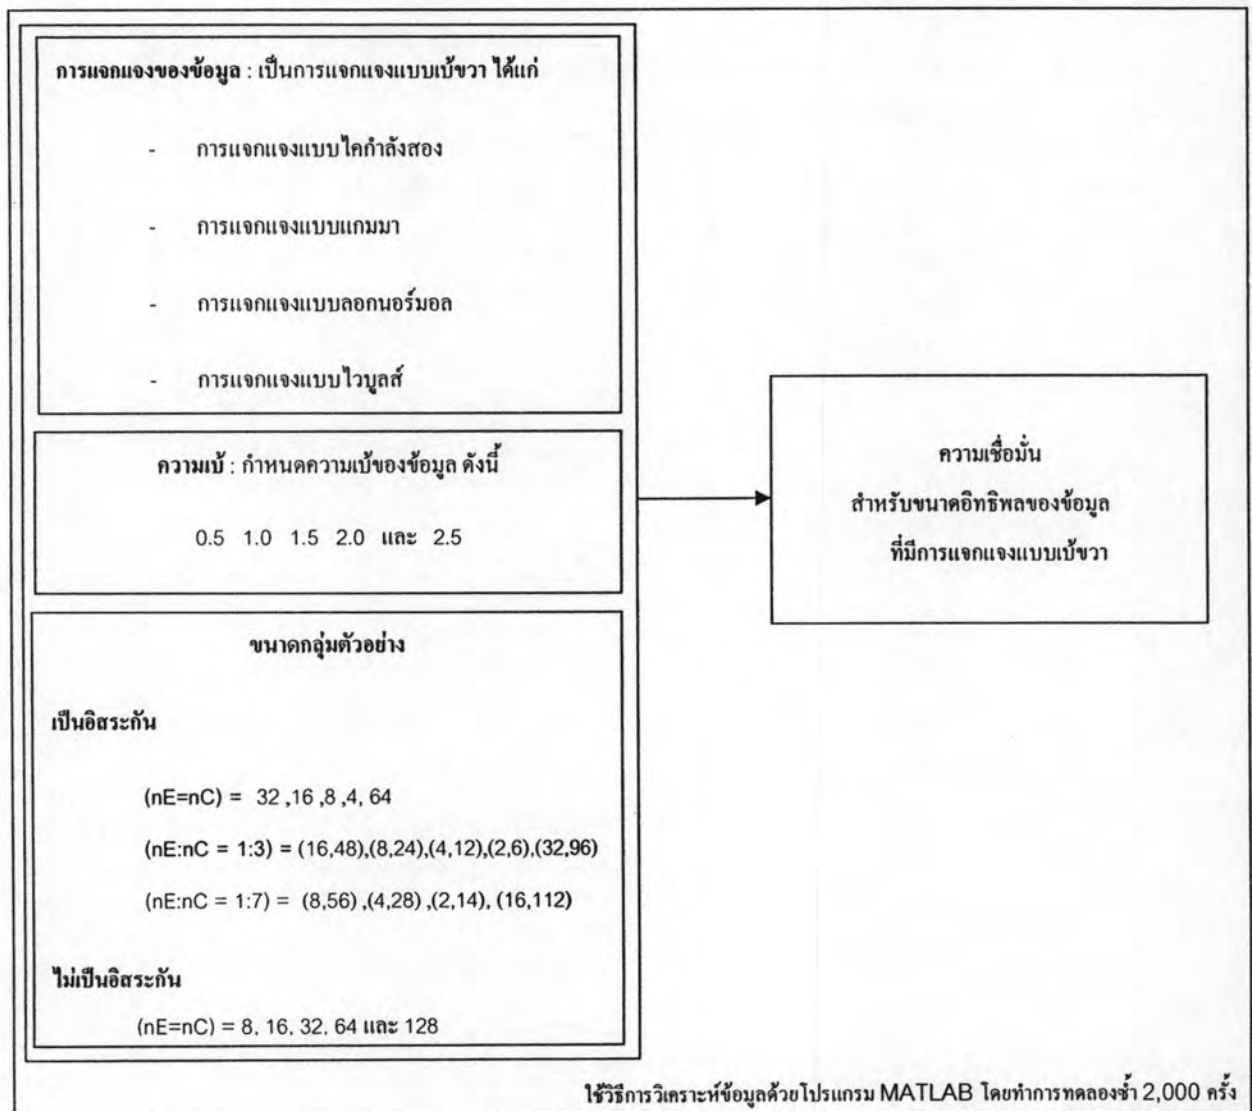 การแจกแจงของข้อมูล : เป็นการแจกแจงแบบเบ้ขวา ได้แก่
- การแจกแจงแบบไคกำลังสอง
- การแจกแจงแบบแกมมา
- การแจกแจงแบบลอกนอร์มอล
- การแจกแจงแบบไวบูลส์
ความเบ้ : กำหนดความเบ้ของข้อมูล ดังนี้
0.5 1.0 1.5 2.0 และ 2.5
ขนาดกลุ่มตัวอย่าง
เป็นอิสระกัน
(nE=nC) = 32 ,16 ,8 ,4, 64
(nE:nC = 1:3) = (16,48),(8,24),(4,12),(2,6),(32,96)
(nE:nC = 1:7) = (8,56) ,(4,28) ,(2,14), (16,112)
ไม่เป็นอิสระกัน
(nE=nC) = 8, 16, 32, 64 และ 128
ความเชื่อมั่น
สำหรับขนาดอิทธิพลของข้อมูล
ที่มีการแจกแจงแบบเบ้ขวา
ใช้วิธีการวิเคราะห์ข้อมูลด้วยโปรแกรม MATLAB โดยทำการทดลองซ้ำ 2,000 ครั้ง